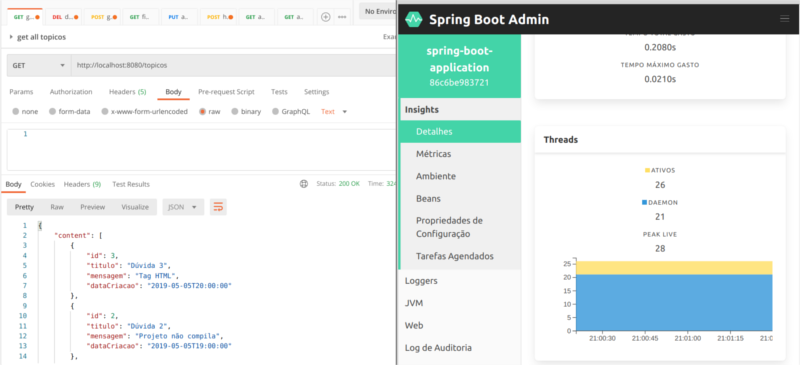 GET g...
DEL d...
POST g...
GET fi...
PUT a...
POST h...
GET a...
GET a...
No Enviro
get all topicos
Exam
GET
http://localhost:8080/topicos
Params
Authorization
Headers (5)
Body
Pre-request Script
Tests
Settings
none
form-data
x-www-form-urlencoded
raw
binary
GraphQL
Text
1
Body
Cookies
Headers (9)
Test Results
Status: 200 OK
Time: 324
Pretty
Raw
Preview
Visualize
JSON
1 {
2 "content": [
3 {
4 "id": 3,
5 "titulo": "Dúvida 3",
6 "mensagem": "Tag HTML",
7 "dataCriacao": "2019-05-05T20:00:00"
8 },
9 {
10 "id": 2,
11 "titulo": "Dúvida 2",
12 "mensagem": "Projeto não compila",
13 "dataCriacao": "2019-05-05T19:00:00"
14 },
Spring Boot Admin
spring-boot-
application
86c6be983721
Insights
Detalhes
Métricas
Ambiente
Beans
Propriedades de
Configuração
Tarefas Agendados
Loggers
JVM
Web
Log de Auditoria
0.2080s
TEMPO MÁXIMO GASTO
0.0210s
Threads
ATIVOS
26
DAEMON
21
PEAK LIVE
28
25
20
15
10
5
0
21:00:30
21:00:45
21:01:00
21:01:15